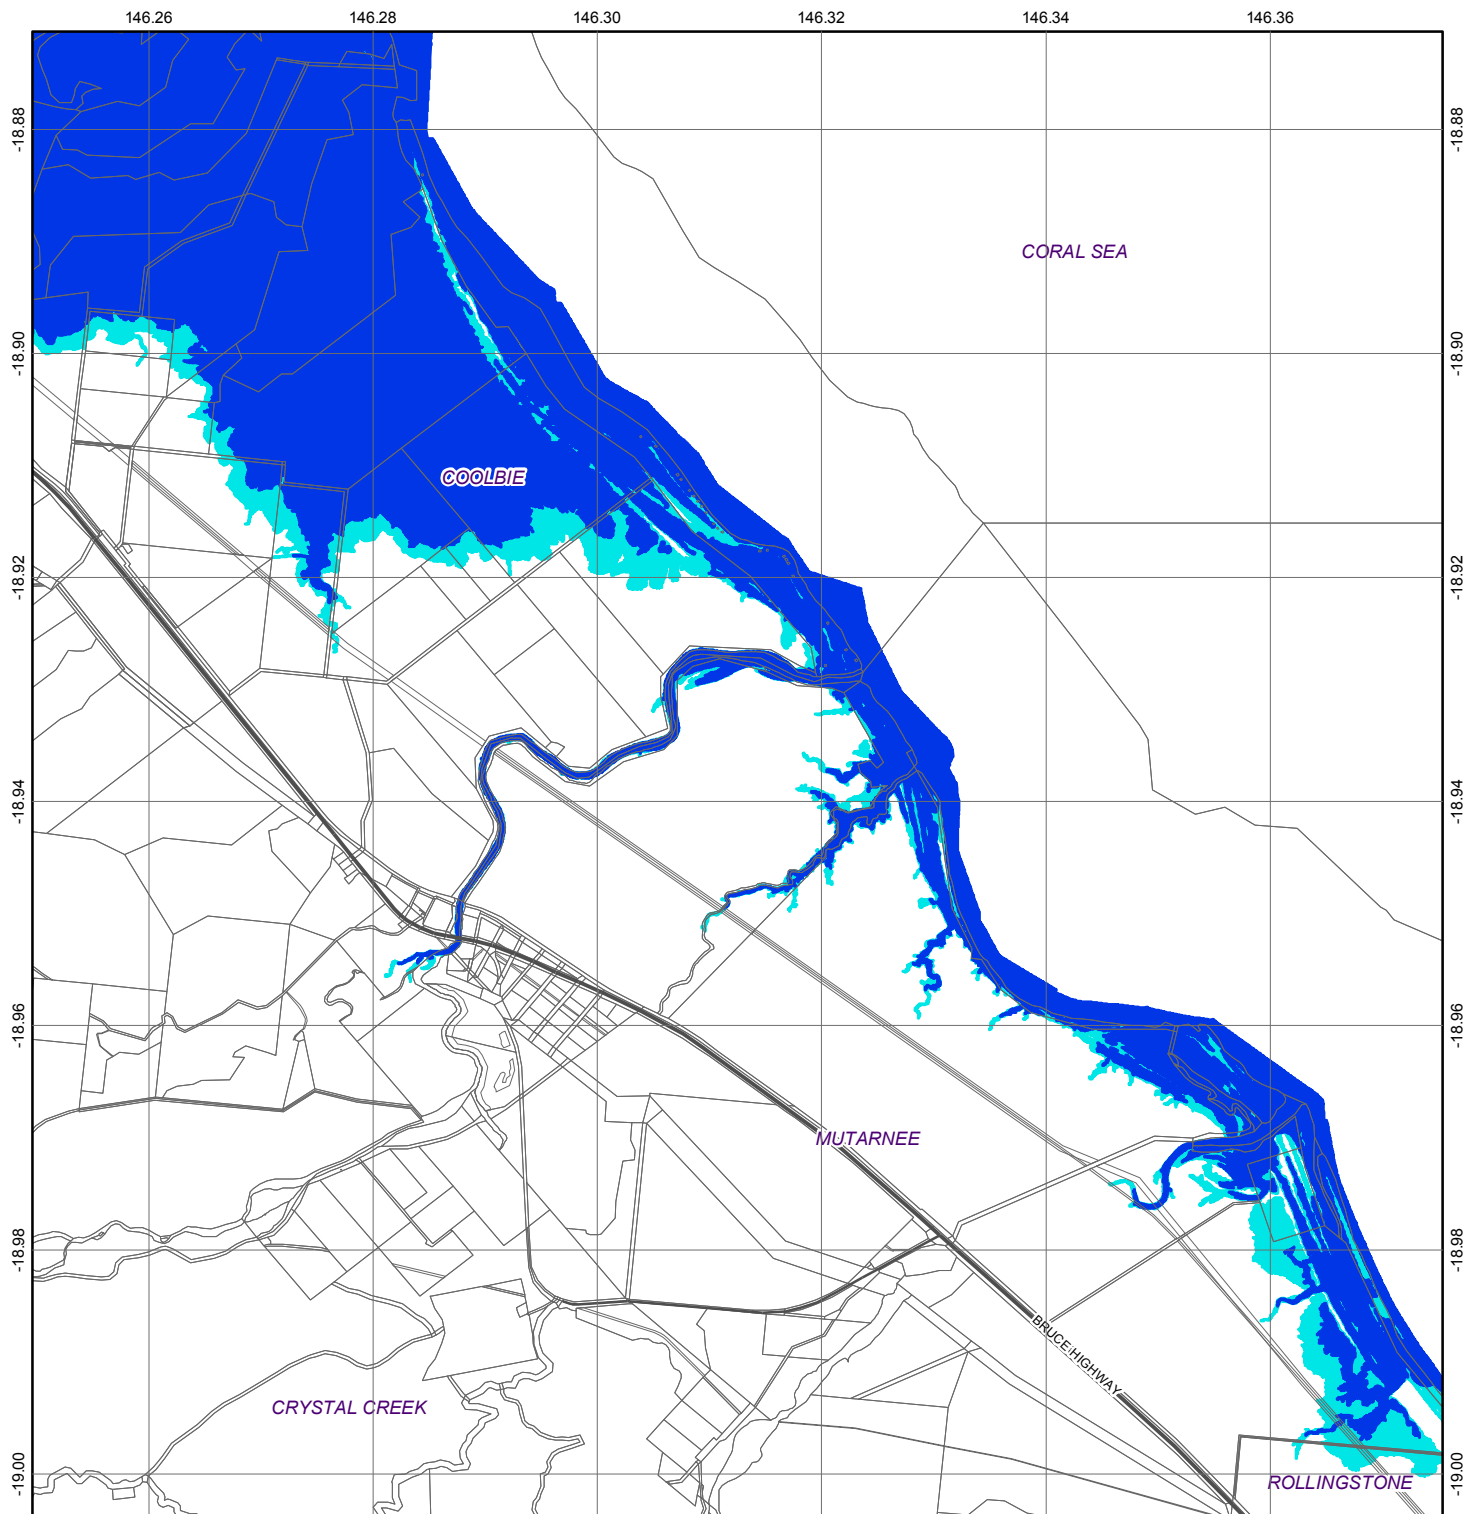 146.26 146.28 146.30 146.32 146.34 146.36
-18.88 -18.88
CORAL SEA
-18.90 -18.90
COOLBIE
-18.92 -18.92
-18.94 -18.94
-18.96 -18.96
MUTARNEE
-18.98 -18.98
BRUCE HIGHWAY
CRYSTAL CREEK
-19.00 -19.00
ROLLINGSTONE